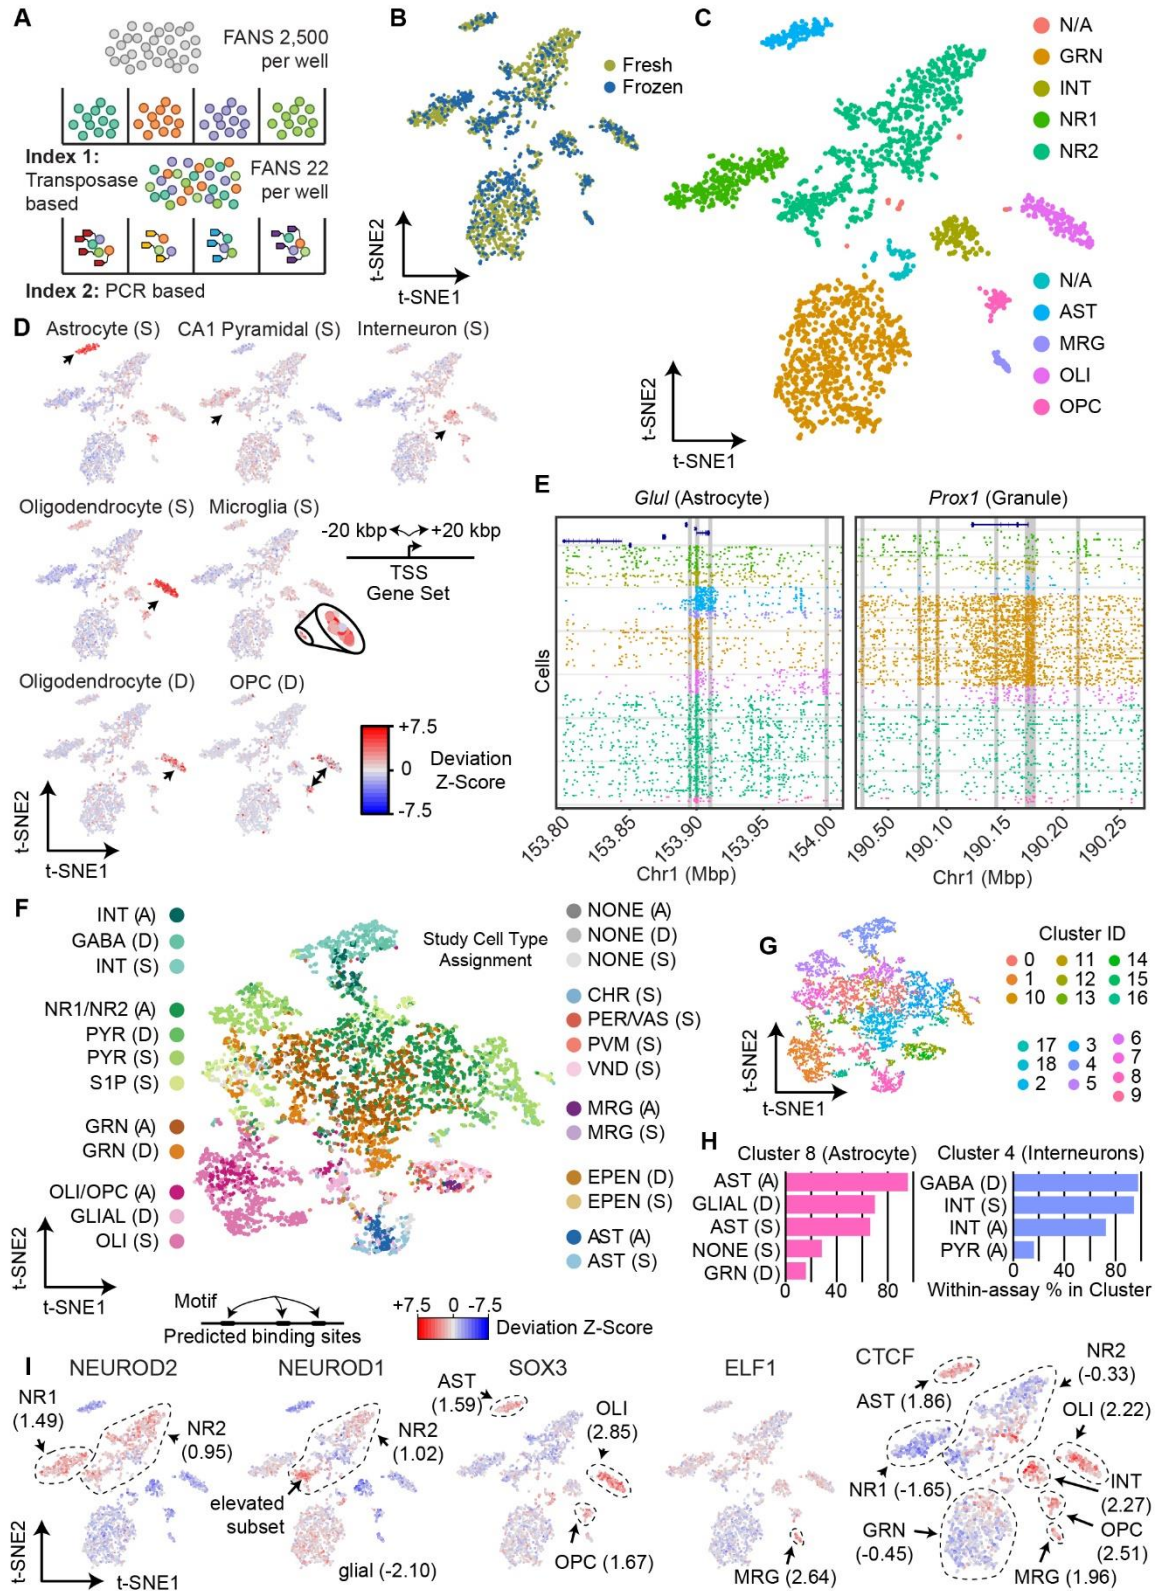 A
FANS 2,500
per well
Index 1:
Transposase
based
FANS 22
per well
Index 2: PCR based
B
Fresh
Frozen
t-SNE2
t-SNE1
C
N/A
GRN
INT
NR1
NR2
N/A
AST
MRG
OLI
OPC
t-SNE2
t-SNE1
D
Astrocyte (S)
CA1 Pyramidal (S)
Interneuron (S)
Oligodendrocyte (S)
Microglia (S)
-20 kbp
+20 kbp
TSS
Gene Set
Oligodendrocyte (D)
OPC (D)
+7.5
0
-7.5
Deviation
Z-Score
t-SNE2
t-SNE1
E
Glul (Astrocyte)
Prox1 (Granule)
Cells
153.80
153.85
153.90
153.95
154.00
Chr1 (Mbp)
190.50
190.10
190.15
190.20
190.25
Chr1 (Mbp)
F
INT (A)
GABA (D)
INT (S)
NR1/NR2 (A)
PYR (D)
PYR (S)
S1P (S)
GRN (A)
GRN (D)
OLI/OPC (A)
GLIAL (D)
OLI (S)
Study Cell Type
Assignment
NONE (A)
NONE (D)
NONE (S)
CHR (S)
PER/VAS (S)
PVM (S)
VND (S)
MRG (A)
MRG (S)
EPEN (D)
EPEN (S)
AST (A)
AST (S)
t-SNE2
t-SNE1
G
Cluster ID
0
11
14
1
12
15
10
13
16
17
3
6
18
4
7
2
5
8
9
t-SNE2
t-SNE1
H
Cluster 8 (Astrocyte)
AST (A)
GLIAL (D)
AST (S)
NONE (S)
GRN (D)
0
40
80
Cluster 4 (Interneurons)
GABA (D)
INT (S)
INT (A)
PYR (A)
0
40
80
Within-assay % in Cluster
Motif
Predicted binding sites
+7.5
0
-7.5
Deviation Z-Score
I
NEUROD2
NR1
(1.49)
NR2
(0.95)
t-SNE2
t-SNE1
NEUROD1
NR2
(1.02)
elevated
subset
glial (-2.10)
SOX3
AST
(1.59)
OLI
(2.85)
OPC (1.67)
ELF1
MRG (2.64)
CTCF
NR2
(-0.33)
AST (1.86)
OLI (2.22)
NR1 (-1.65)
INT
(2.27)
GRN
(-0.45)
OPC
(2.51)
MRG (1.96)